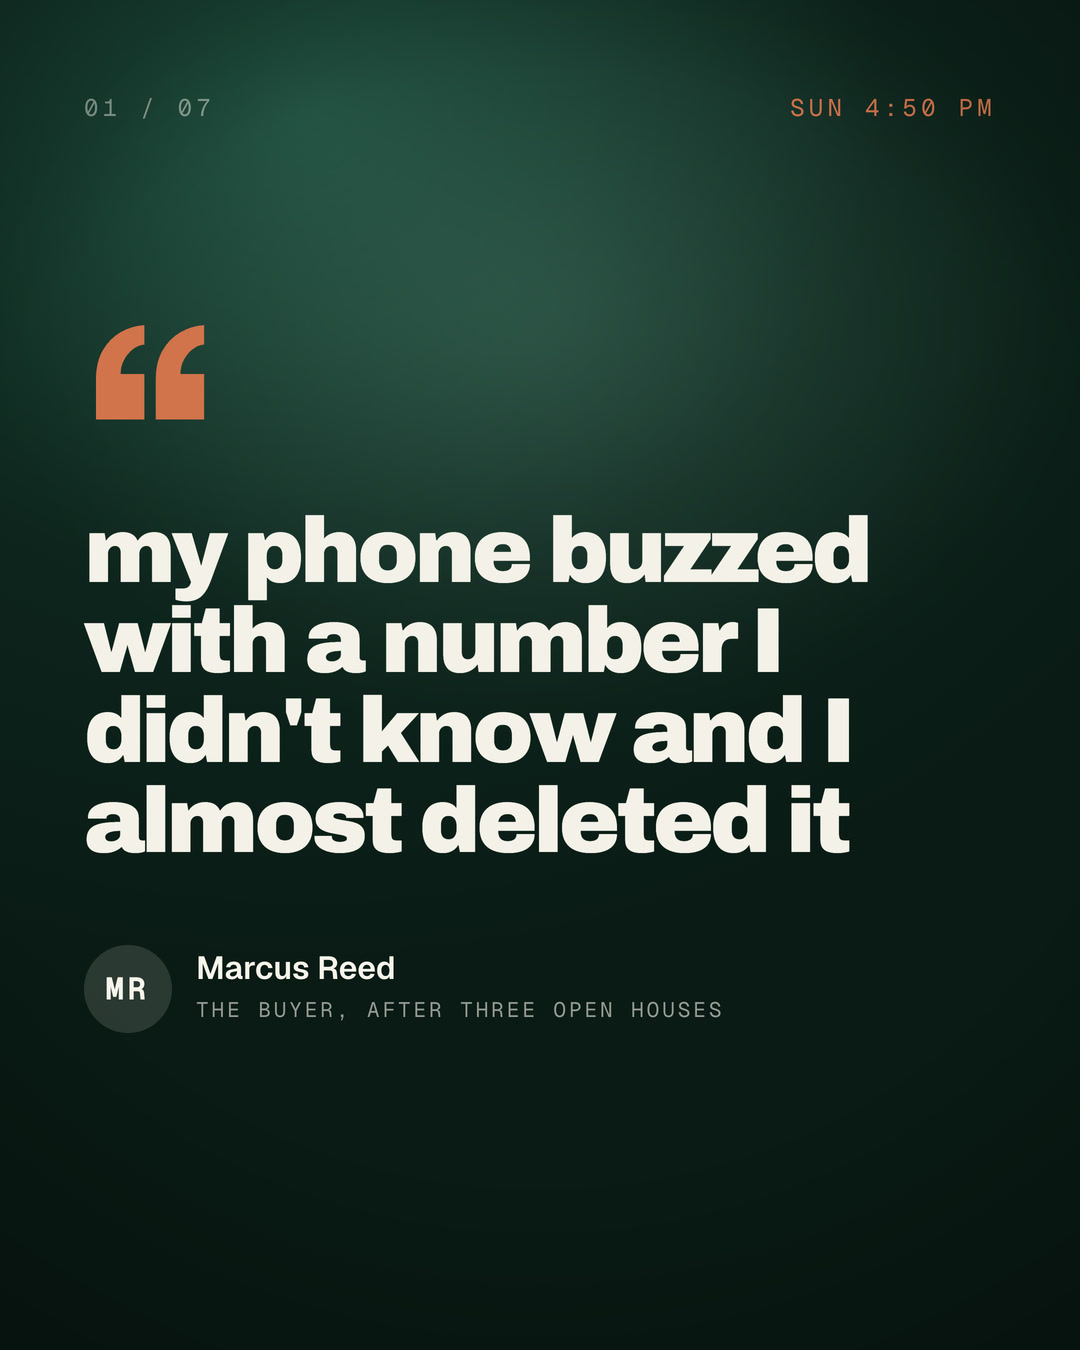 01 / 07
SUN 4:50 PM
“
my phone buzzed
with a number I
didn't know and I
almost deleted it
MR
Marcus Reed
THE BUYER, AFTER THREE OPEN HOUSES